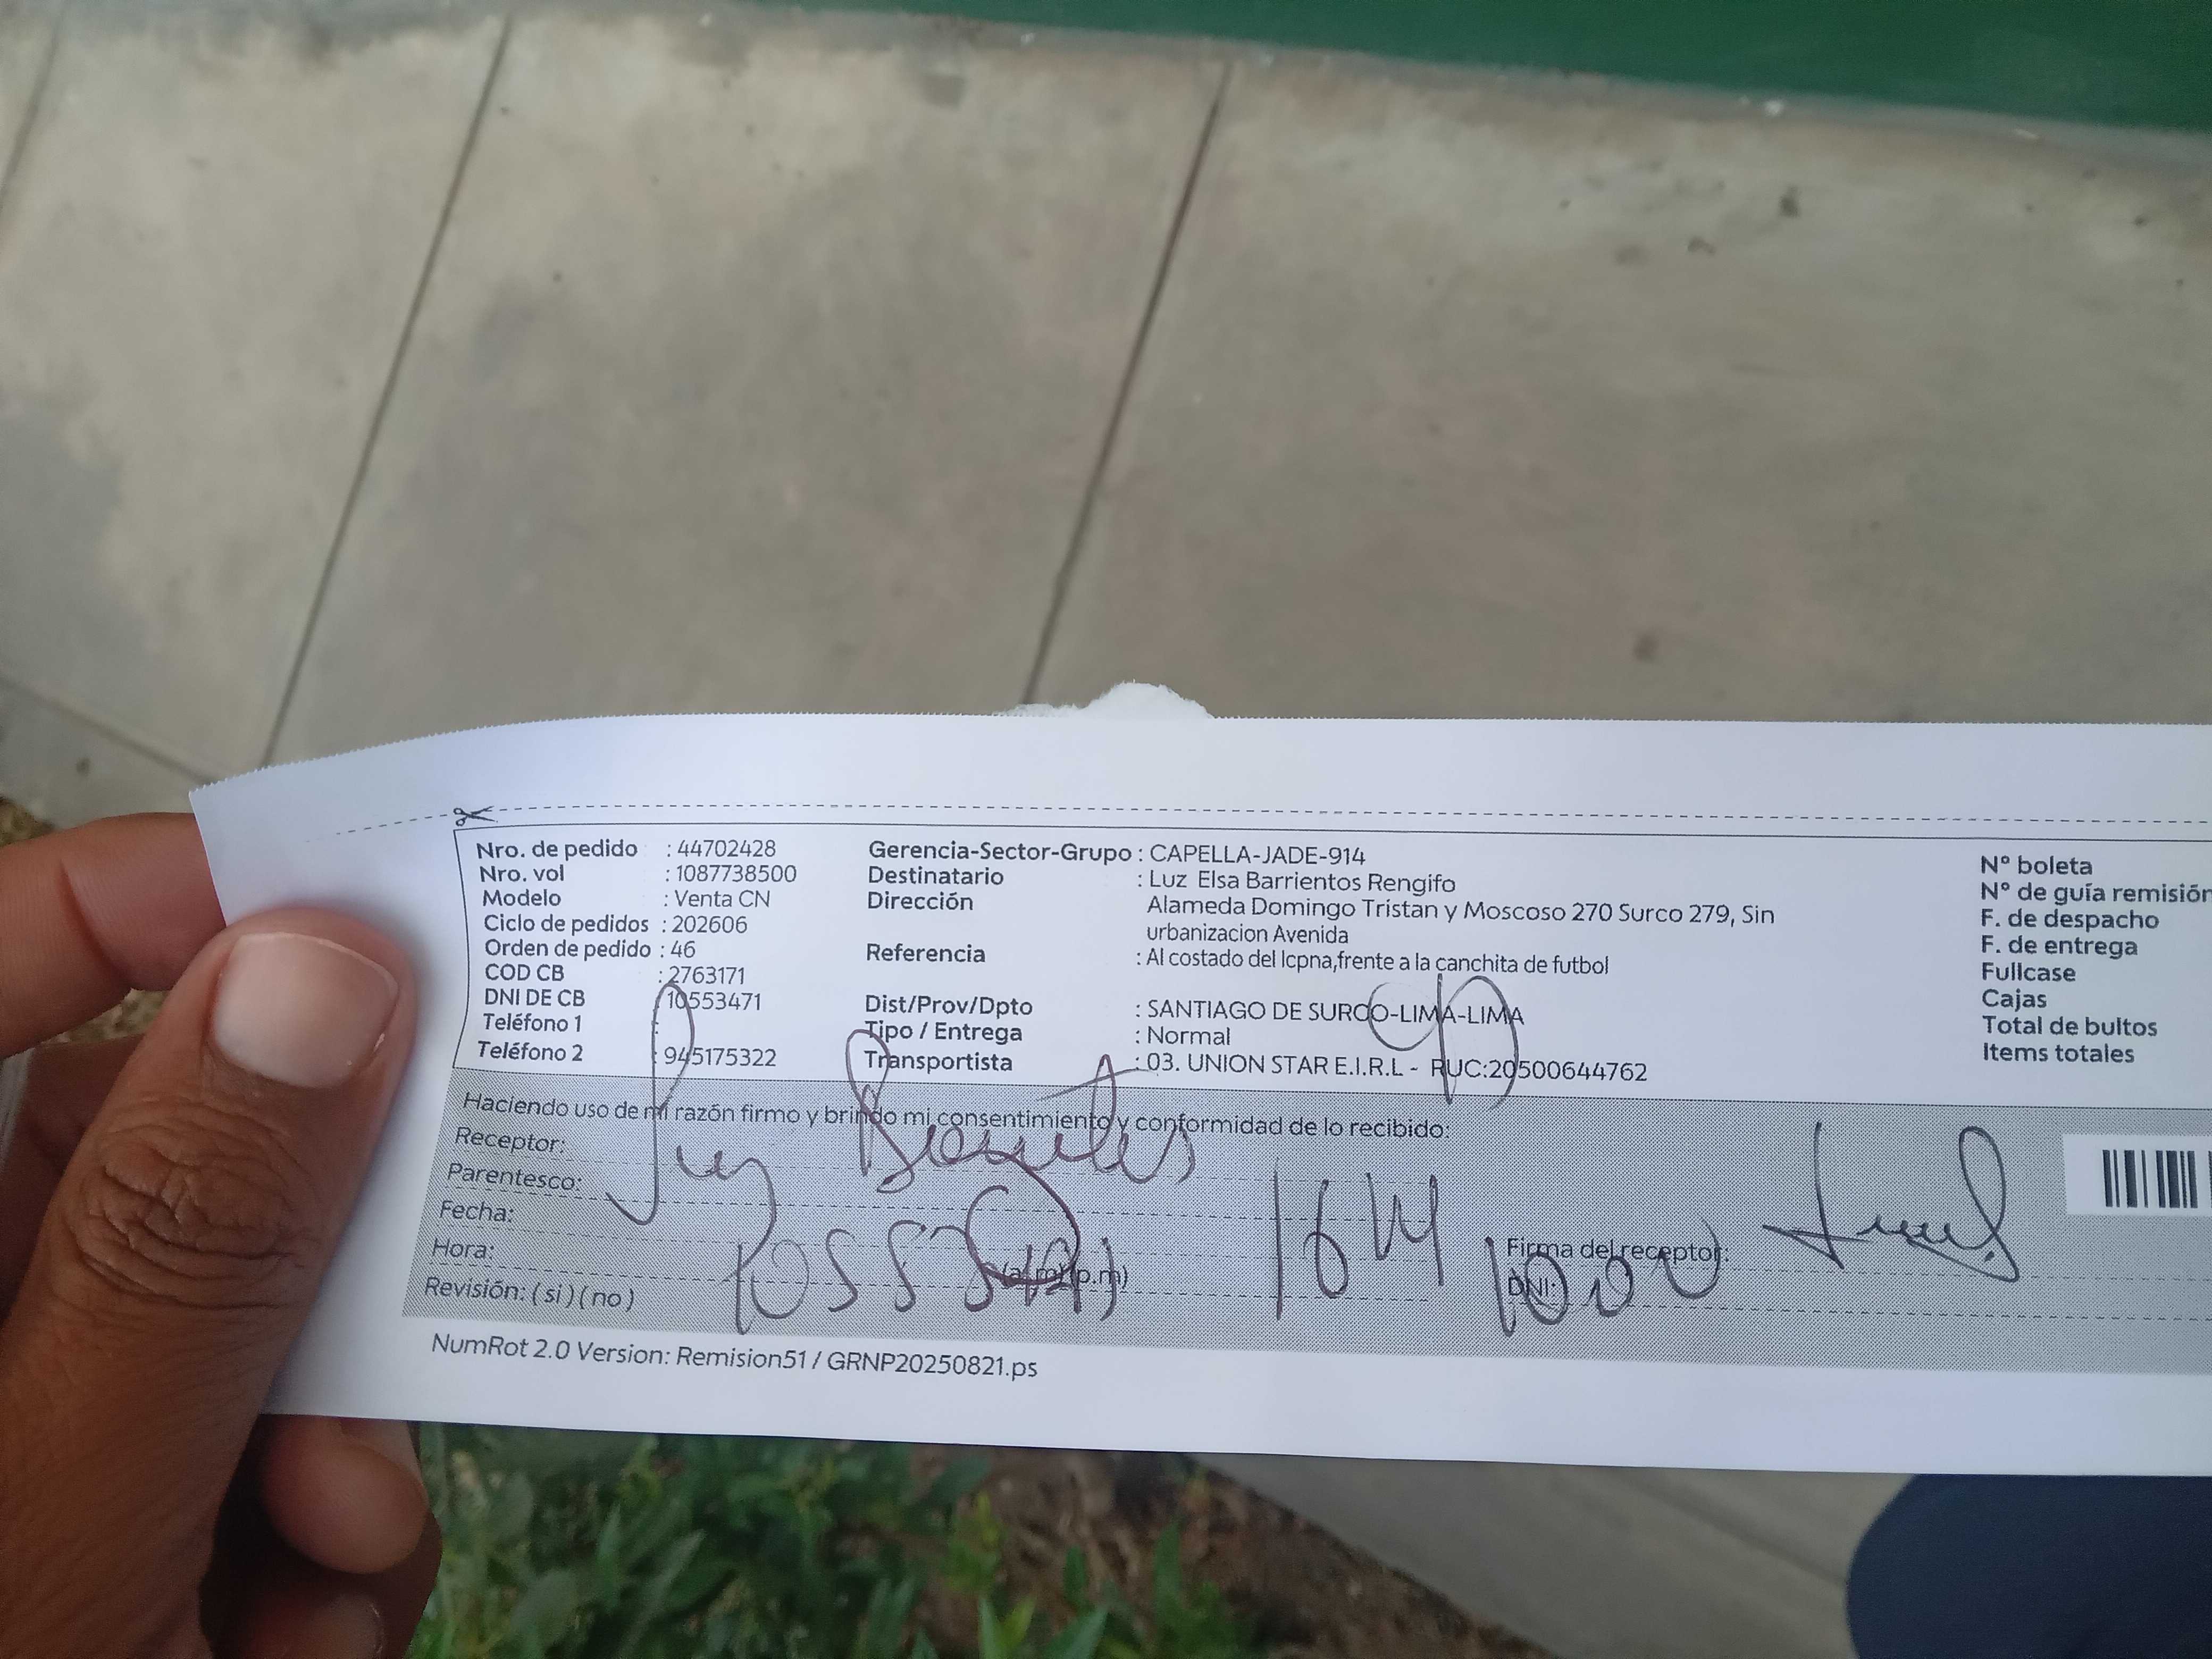 Nro. de pedido : 44702428
Nro. vol : 1087738500
Modelo : Venta CN
Ciclo de pedidos : 202606
Orden de pedido : 46
COD CB : 2763171
DNI DE CB : 10553471
Teléfono 1 :
Teléfono 2 : 945175322
Gerencia-Sector-Grupo : CAPELLA-JADE-914
Destinatario : Luz Elsa Barrientos Rengifo
Dirección Alameda Domingo Tristan y Moscoso 270 Surco 279, Sin
urbanizacion Avenida
Referencia : Al costado del Icpna,frente a la canchita de futbol
Dist/Prov/Dpto : SANTIAGO DE SURCO-LIMA-LIMA
Tipo / Entrega : Normal
Transportista : 03. UNION STAR E.I.R.L - RUC:20500644762
N° boleta
N° de guía remisión
F. de despacho
F. de entrega
Fullcase
Cajas
Total de bultos
Items totales
Haciendo uso de mi razón firmo y brindo mi consentimiento y conformidad de lo recibido:
Receptor: Luz Barrientos
Parentesco:
Fecha:
Hora: (a.m)(p.m)
Revisión: (si) (no)
Firma del receptor:
DNI:
NumRot 2.0 Version: Remision51 / GRNP20250821.ps